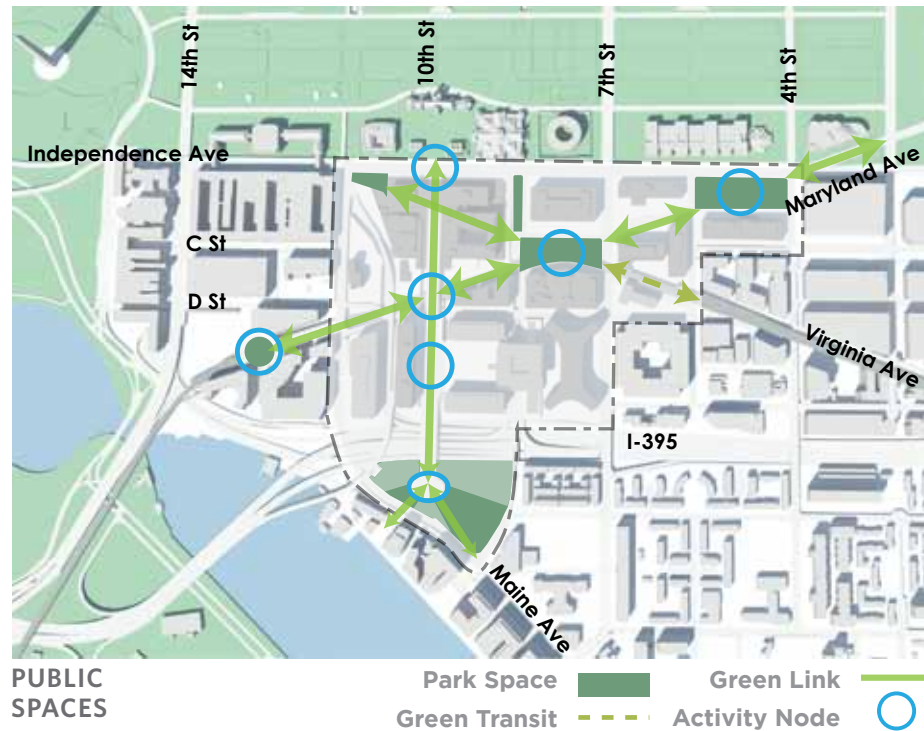 14th St
10th St
7th St
4th St
Independence Ave
Maryland Ave
C St
D St
Virginia Ave
I-395
Maine Ave
PUBLIC
SPACES
Park Space
Green Link
Green Transit
Activity Node